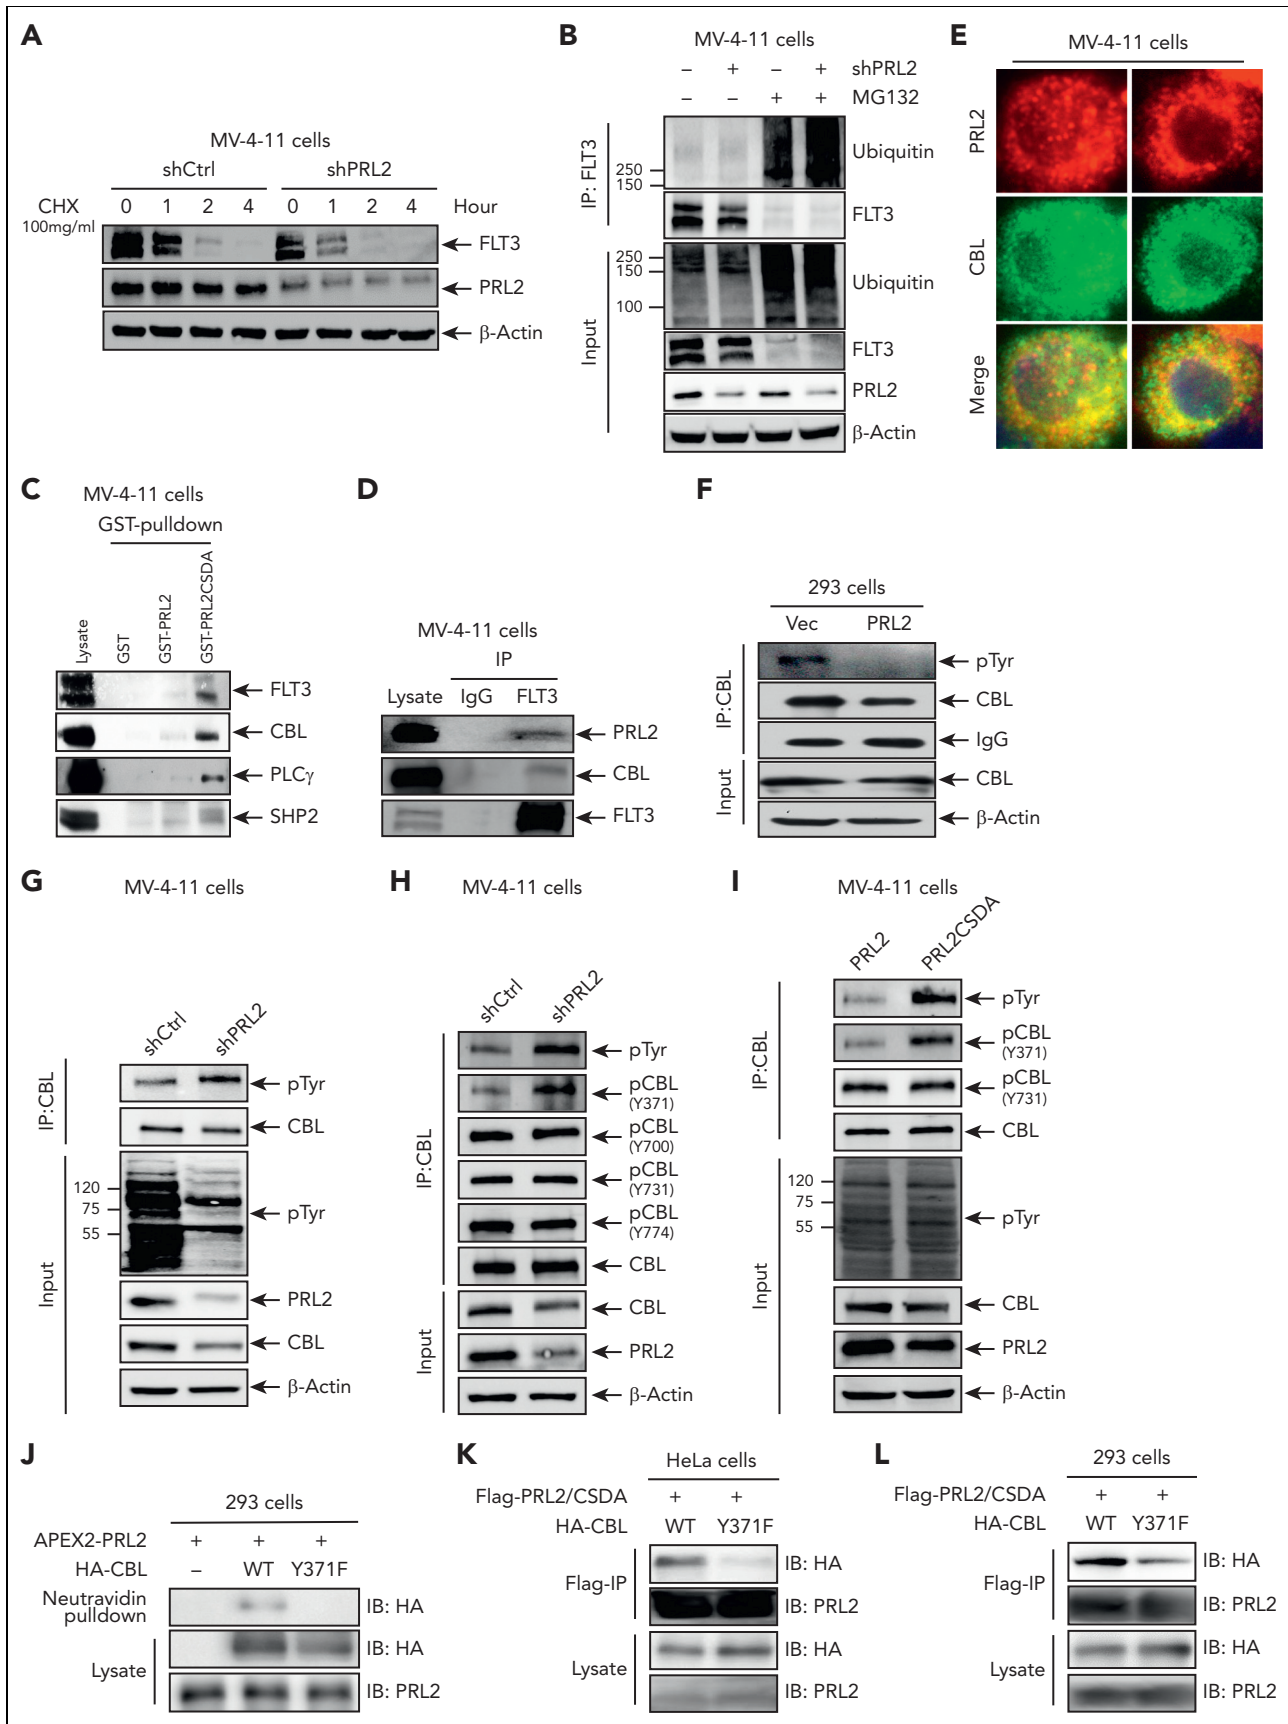 A
MV-4-11 cells
shCtrl shPRL2
CHX 0 1 2 4 0 1 2 4 Hour
100mg/ml
FLT3
PRL2
β-Actin
B
MV-4-11 cells
– + – + shPRL2
– – + + MG132
IP: FLT3
250
150
Ubiquitin
FLT3
Input
250
150
100
Ubiquitin
FLT3
PRL2
β-Actin
E
MV-4-11 cells
PRL2
CBL
Merge
C
MV-4-11 cells
GST-pulldown
Lysate GST GST-PRL2 GST-PRL2CSDA
FLT3
CBL
PLCγ
SHP2
D
MV-4-11 cells
IP
Lysate IgG FLT3
PRL2
CBL
FLT3
F
293 cells
Vec PRL2
IP:CBL
pTyr
CBL
IgG
Input
CBL
β-Actin
G
MV-4-11 cells
shCtrl shPRL2
IP:CBL
pTyr
CBL
Input
120
75
55
pTyr
PRL2
CBL
β-Actin
H
MV-4-11 cells
shCtrl shPRL2
IP:CBL
pTyr
pCBL
(Y371)
pCBL
(Y700)
pCBL
(Y731)
pCBL
(Y774)
CBL
Input
CBL
PRL2
β-Actin
I
MV-4-11 cells
PRL2 PRL2CSDA
IP:CBL
pTyr
pCBL
(Y371)
pCBL
(Y731)
CBL
Input
120
75
55
pTyr
CBL
PRL2
β-Actin
J
293 cells
APEX2-PRL2 + + +
HA-CBL – WT Y371F
Neutravidin
pulldown
IB: HA
Lysate
IB: HA
IB: PRL2
K
HeLa cells
Flag-PRL2/CSDA + +
HA-CBL WT Y371F
Flag-IP
IB: HA
IB: PRL2
Lysate
IB: HA
IB: PRL2
L
293 cells
Flag-PRL2/CSDA + +
HA-CBL WT Y371F
Flag-IP
IB: HA
IB: PRL2
Lysate
IB: HA
IB: PRL2